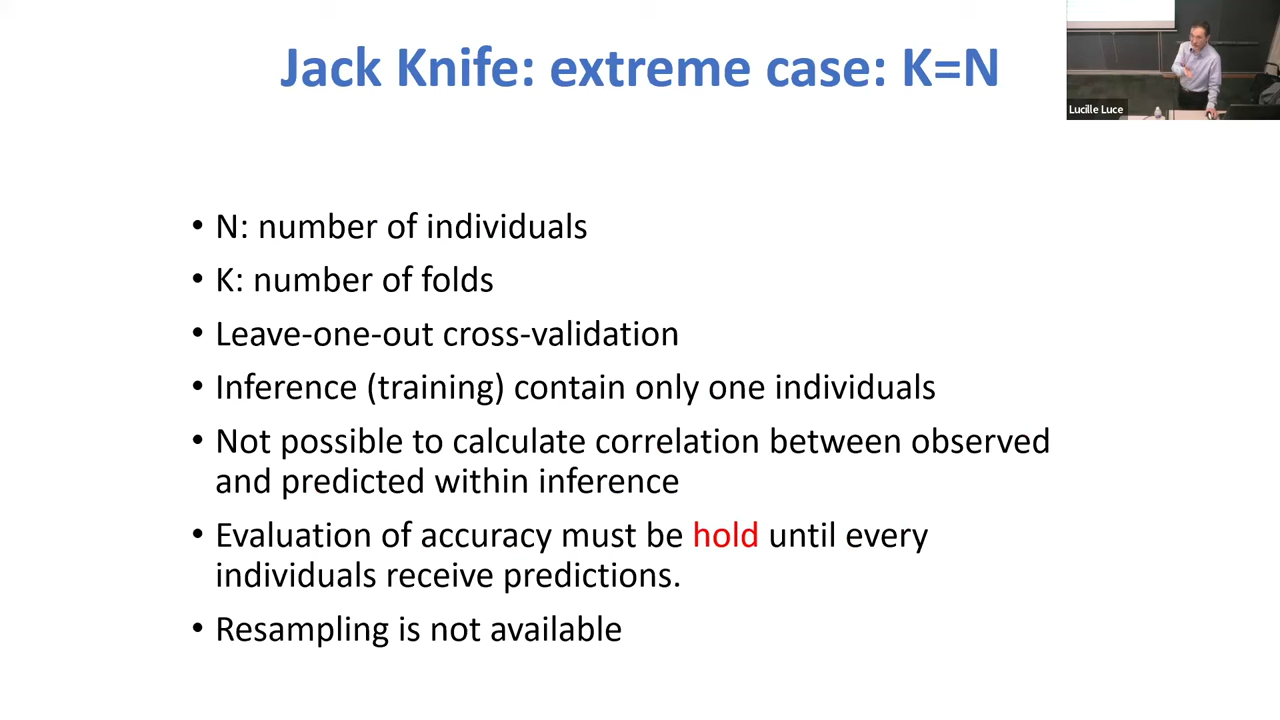 Jack Knife: extreme case: K=N
Lucille Luce
• N: number of individuals
• K: number of folds
• Leave-one-out cross-validation
• Inference (training) contain only one individuals
• Not possible to calculate correlation between observed
and predicted within inference
• Evaluation of accuracy must be hold until every
individuals receive predictions.
• Resampling is not available